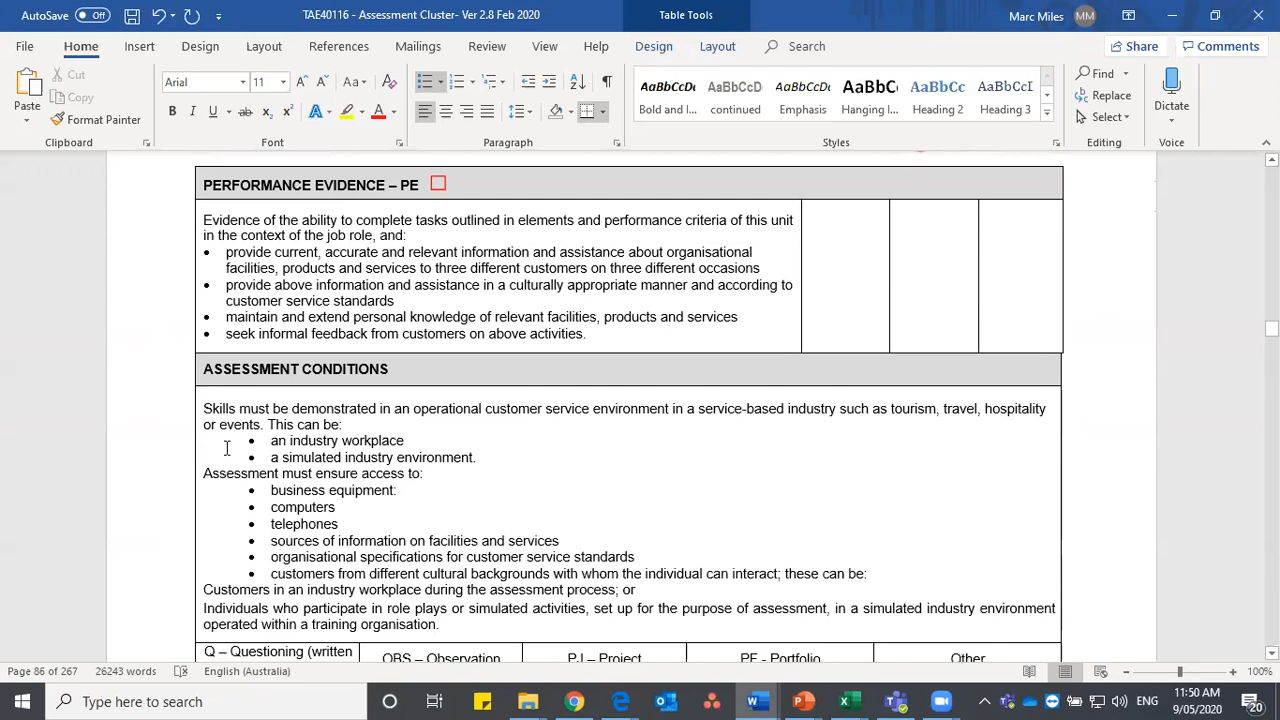 AutoSave Off
TAE40116 - Assessment Cluster- Ver 2.8 Feb 2020
Table Tools
Marc Miles MM
File Home Insert Design Layout References Mailings Review View Help Design Layout Search Share Comments
Paste
Cut
Copy
Format Painter
Clipboard
Arial 11
Font
Paragraph
AaBbCcDc AaBbCcDc AaBbCcDc AaBbCc AaBbCc AaBbCcI
Bold and I... continued Emphasis Hanging I... Heading 2 Heading 3
Styles
Find
Replace
Select
Editing
Dictate
Voice
PERFORMANCE EVIDENCE – PE
Evidence of the ability to complete tasks outlined in elements and performance criteria of this unit
in the context of the job role, and:
• provide current, accurate and relevant information and assistance about organisational
facilities, products and services to three different customers on three different occasions
• provide above information and assistance in a culturally appropriate manner and according to
customer service standards
• maintain and extend personal knowledge of relevant facilities, products and services
• seek informal feedback from customers on above activities.
ASSESSMENT CONDITIONS
Skills must be demonstrated in an operational customer service environment in a service-based industry such as tourism, travel, hospitality
or events. This can be:
• an industry workplace
• a simulated industry environment.
Assessment must ensure access to:
• business equipment:
• computers
• telephones
• sources of information on facilities and services
• organisational specifications for customer service standards
• customers from different cultural backgrounds with whom the individual can interact; these can be:
Customers in an industry workplace during the assessment process; or
Individuals who participate in role plays or simulated activities, set up for the purpose of assessment, in a simulated industry environment
operated within a training organisation.
Q – Questioning (written
OBS – Observation
PJ – Project
PF - Portfolio
Other
Page 86 of 267 26243 words English (Australia) 100%
Type here to search
ENG
11:50 AM
9/05/2020
20